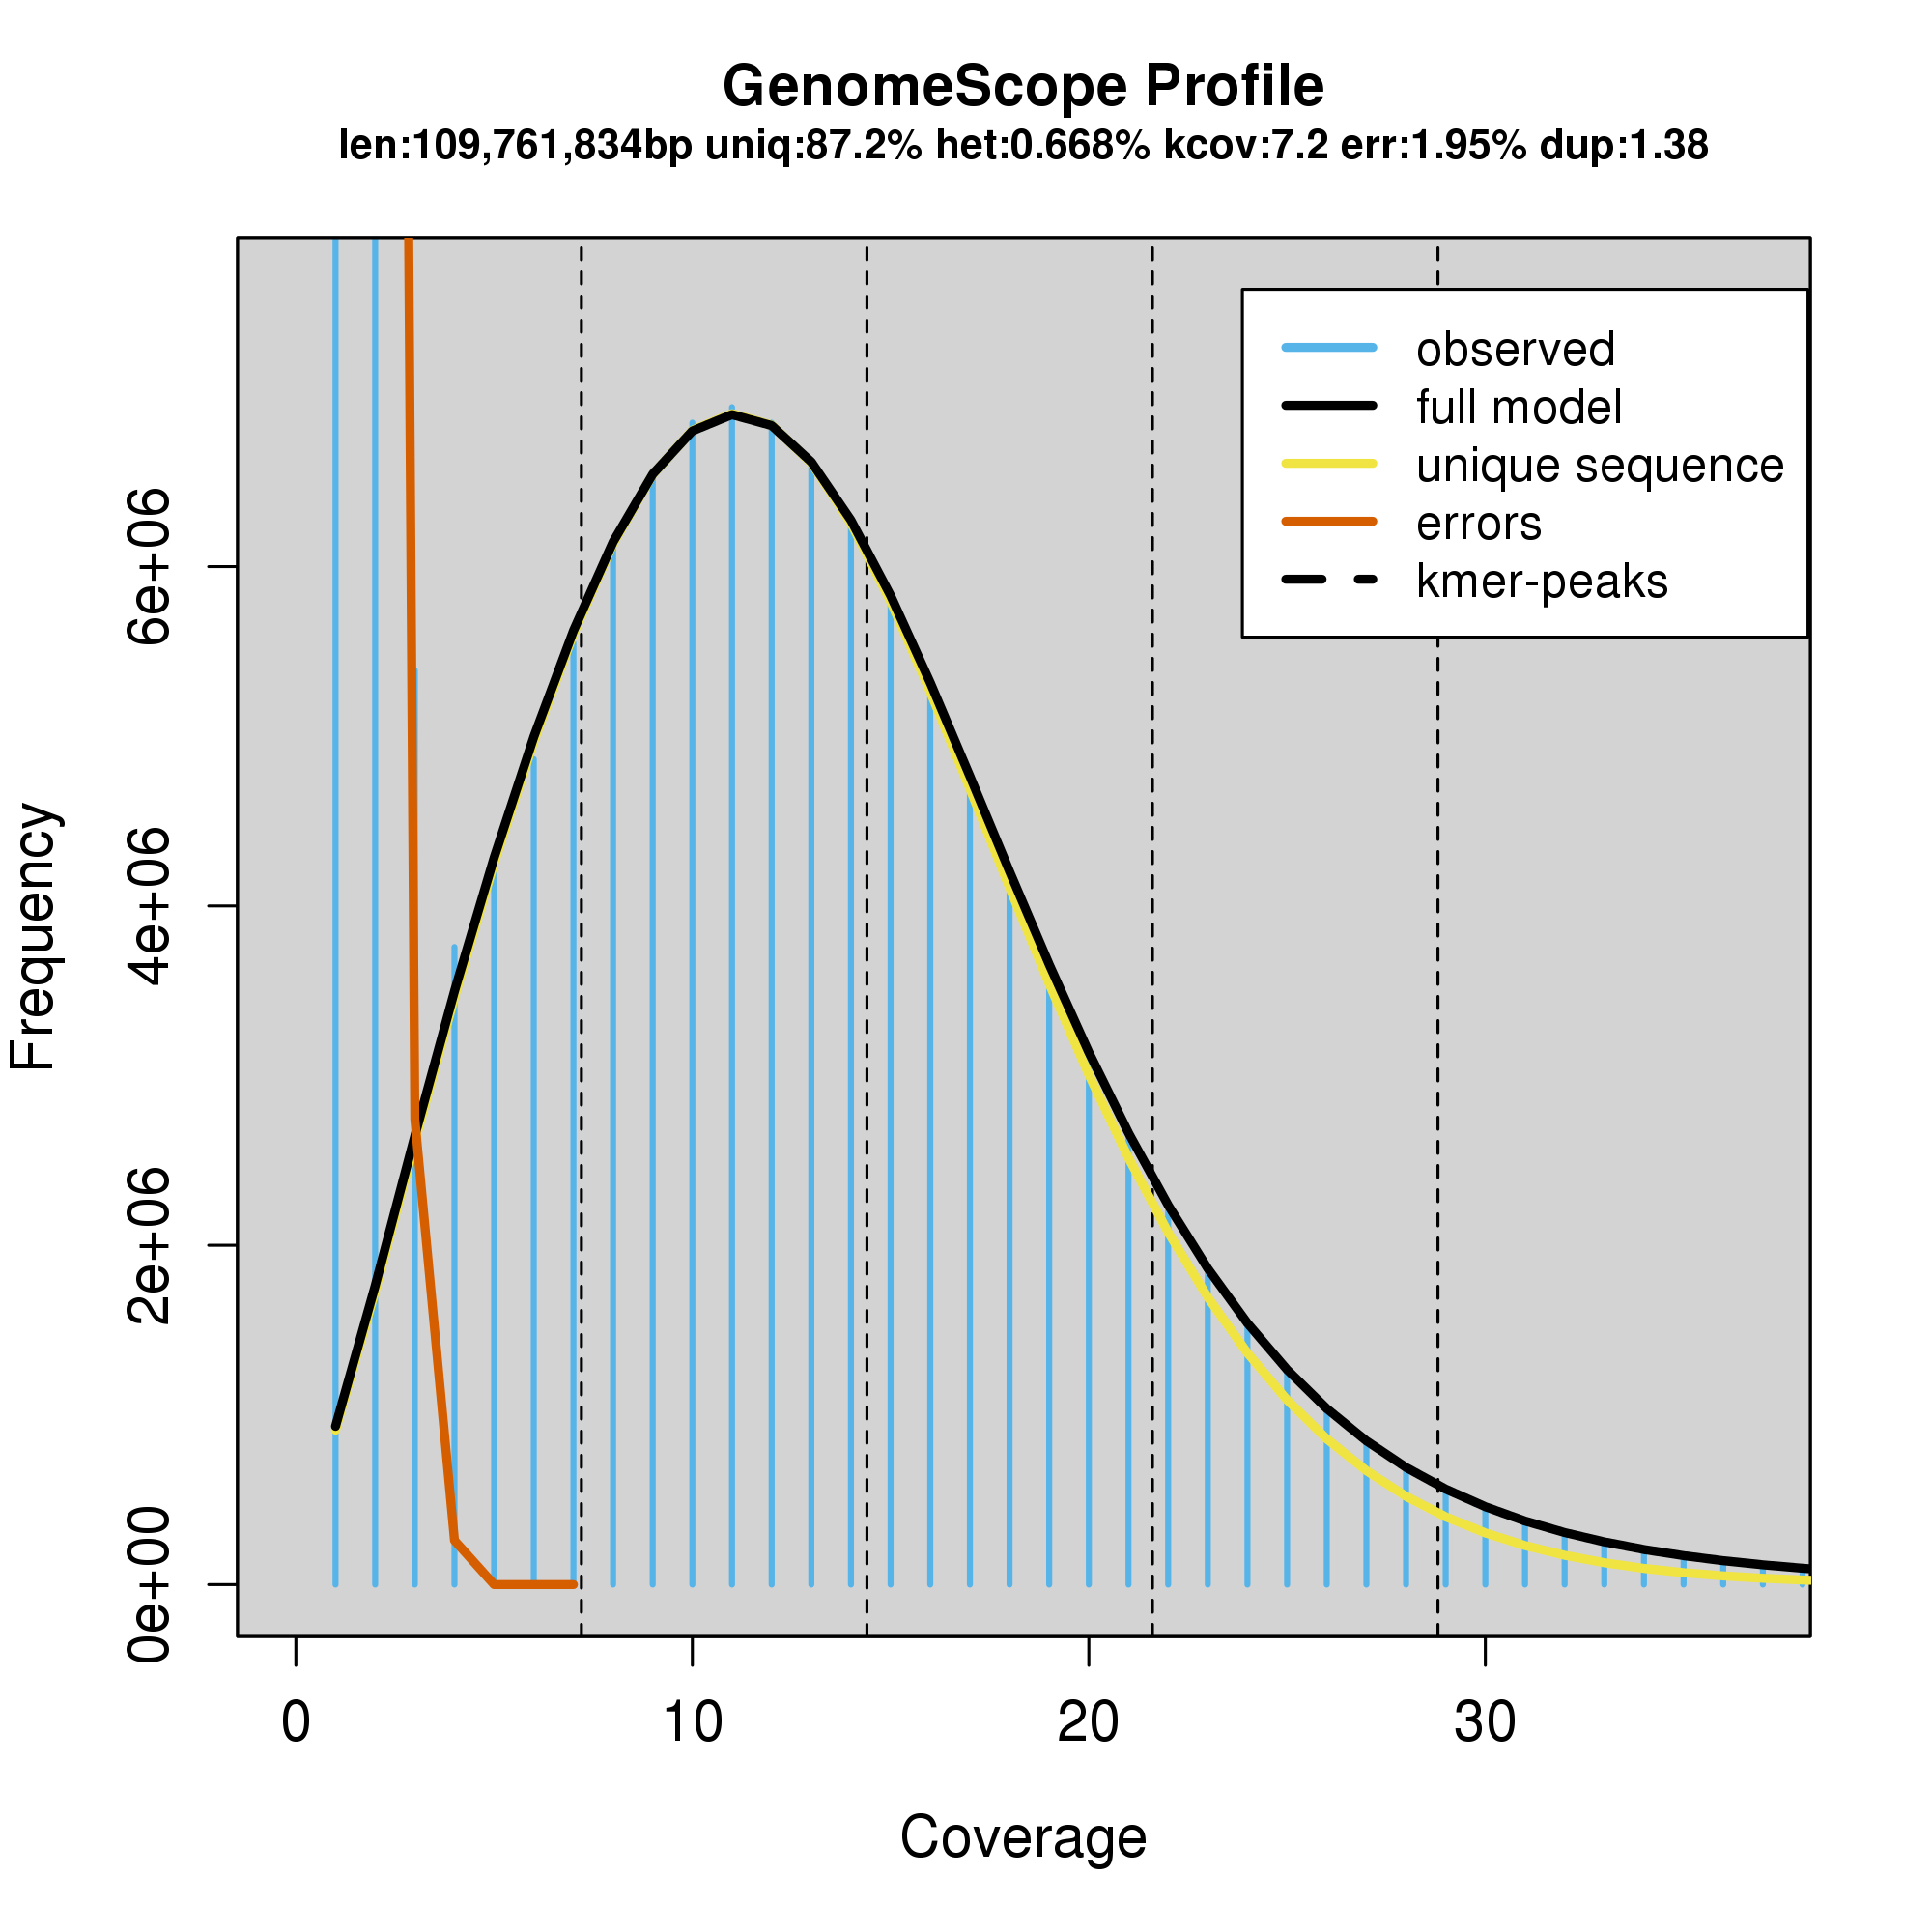 GenomeScope Profile
len:109,761,834bp uniq:87.2% het:0.668% kcov:7.2 err:1.95% dup:1.38
observed
full model
unique sequence
errors
kmer-peaks
Frequency
6e+06
4e+06
2e+06
0e+00
0 10 20 30
Coverage